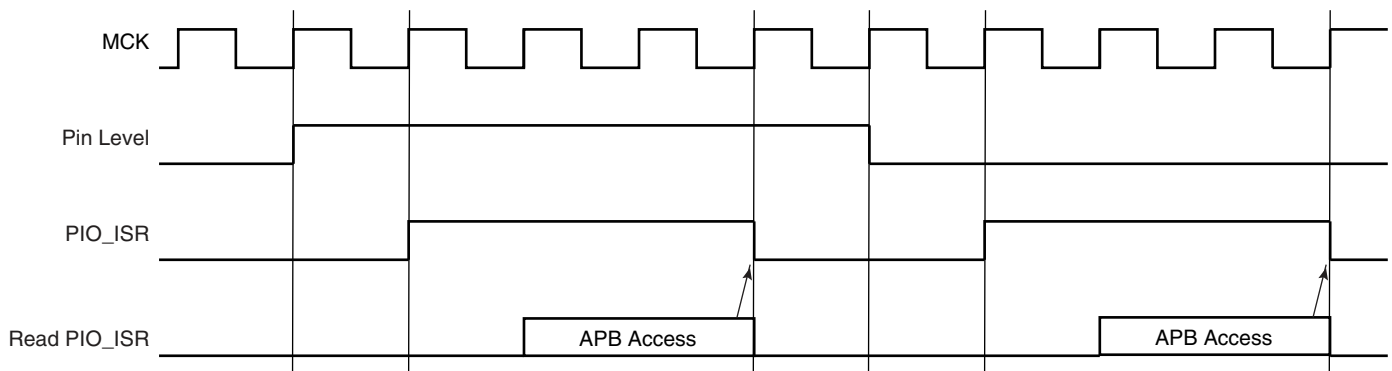 MCK
Pin Level
PIO_ISR
Read PIO_ISR
APB Access
APB Access